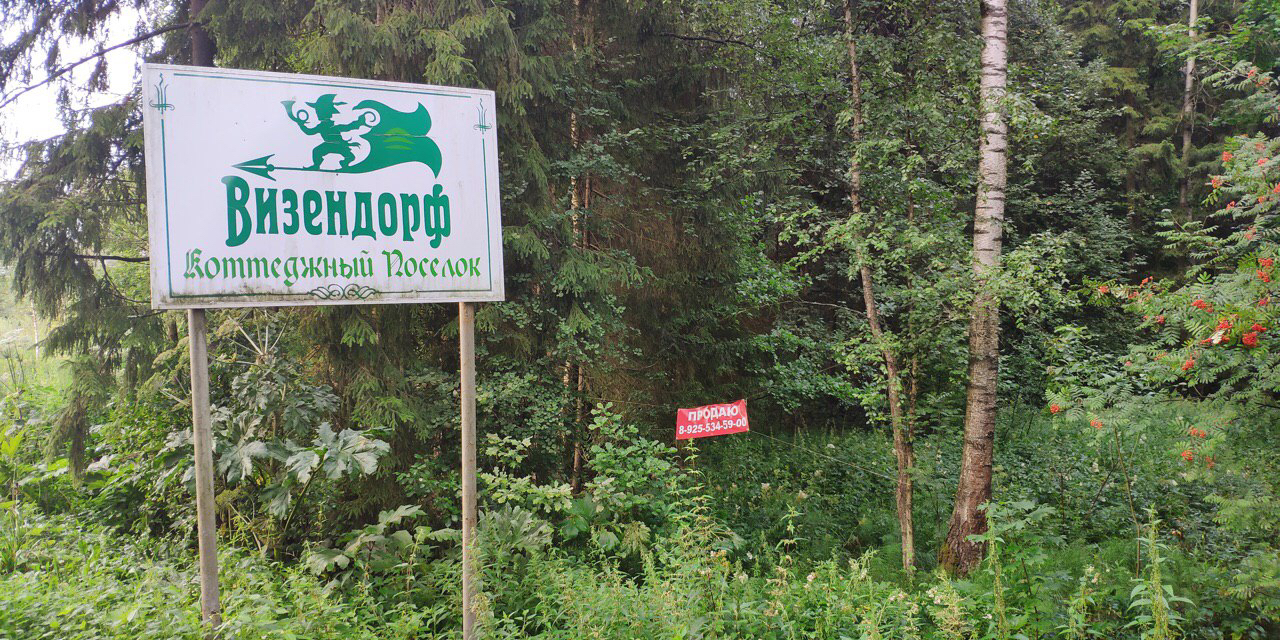 Визендорф
Коттеджный Поселок
ПРОДАЮ
8-925-534-59-00